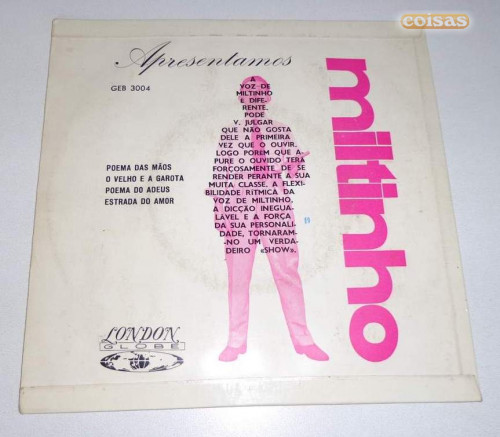 coisas
Apresentamos
GEB 3004
miltinho
A
VOZ DE
MILTINHO
E DIFE-
RENTE.
PODE
V. JULGAR
QUE NÃO GOSTA
DELE A PRIMEIRA
VEZ QUE O OUVIR.
LOGO POREM QUE A-
PURE O OUVIDO TERÁ
FORÇOSAMENTE DE SE
RENDER PERANTE A SUA
MUITA CLASSE. A FLEXI-
BILIDADE RITMICA DA
VOZ DE MILTINHO,
A DICÇÃO INEGUA-
LÁVEL E A FORÇA
DA SUA PERSONALI-
DADE, TORNARAM-
-NO UM VERDA-
DEIRO «SHOW».
POEMA DAS MÃOS
O VELHO E A GAROTA
POEMA DO ADEUS
ESTRADA DO AMOR
LONDON
GLOBE